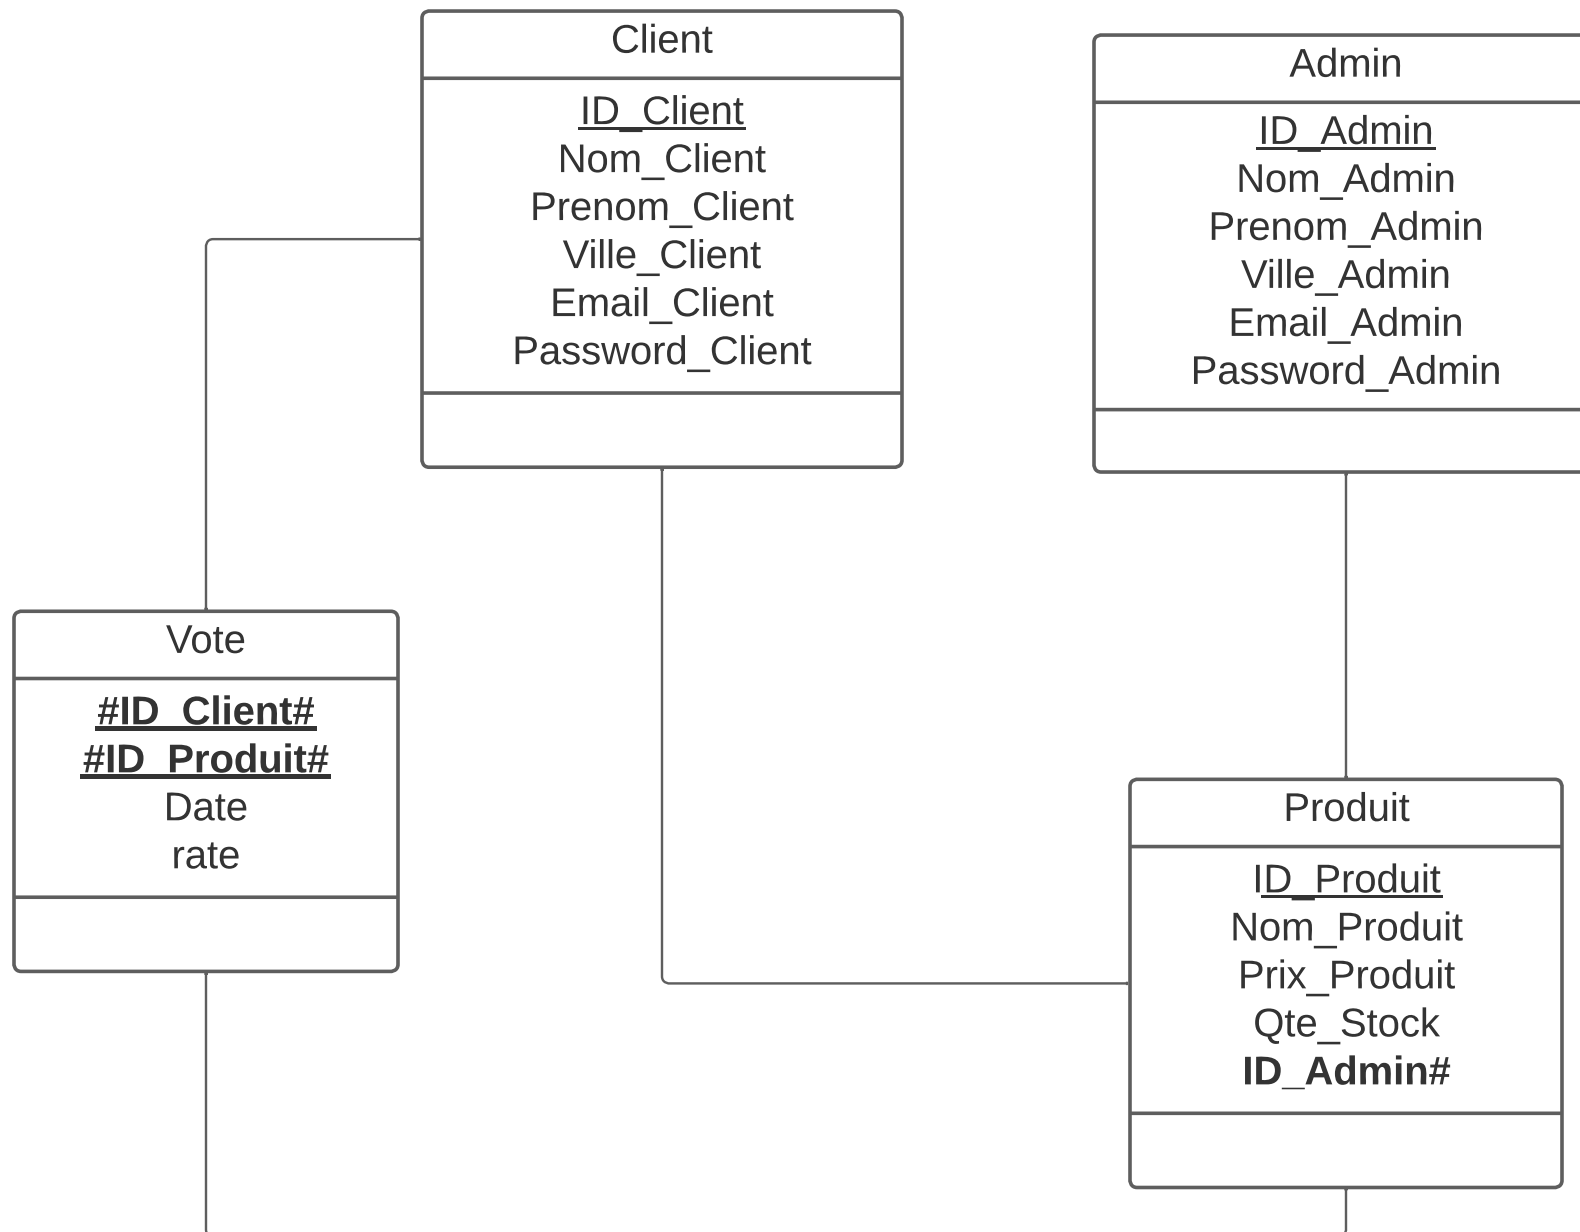 Client
ID_Client
Nom_Client
Prenom_Client
Ville_Client
Email_Client
Password_Client
Admin
ID_Admin
Nom_Admin
Prenom_Admin
Ville_Admin
Email_Admin
Password_Admin
Vote
#ID_Client#
#ID_Produit#
Date
rate
Produit
ID_Produit
Nom_Produit
Prix_Produit
Qte_Stock
ID_Admin#